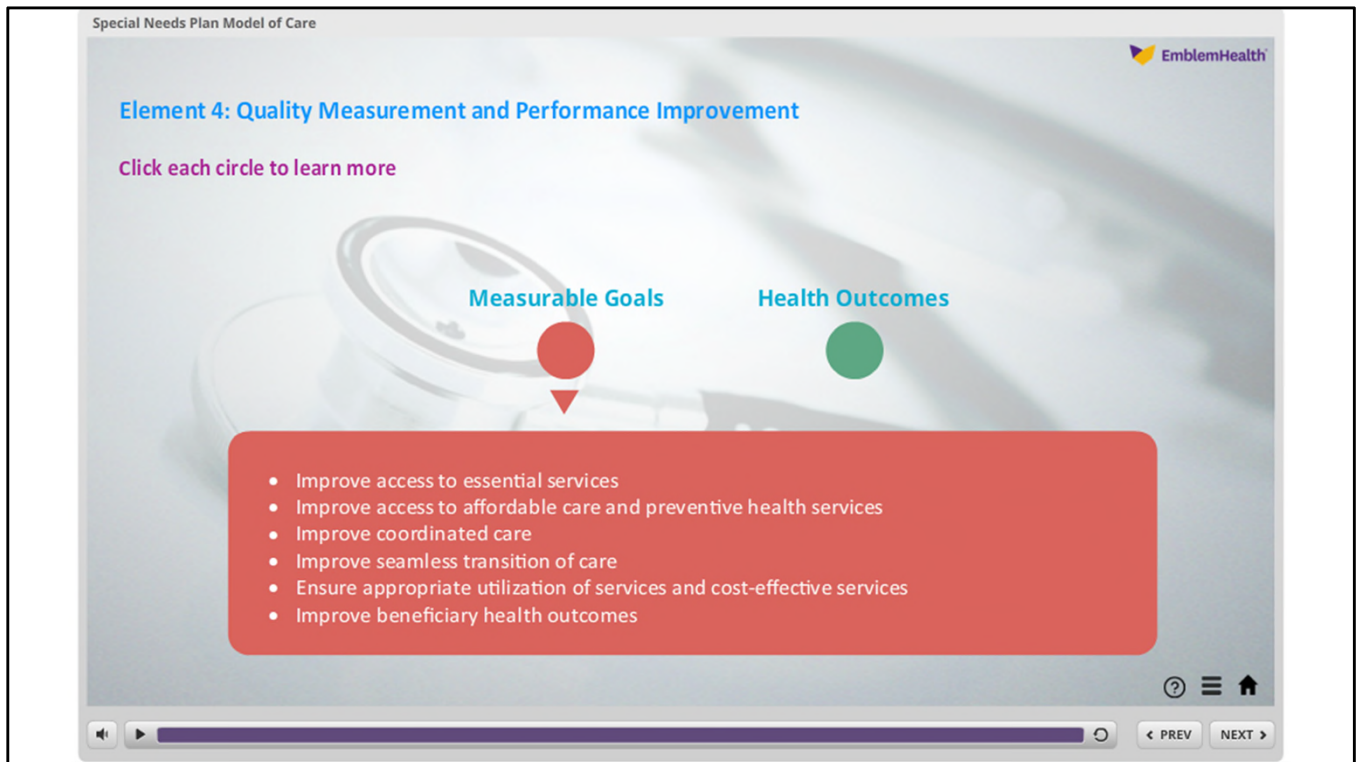 Special Needs Plan Model of Care
EmblemHealth
Element 4: Quality Measurement and Performance Improvement
Click each circle to learn more
Measurable Goals
Health Outcomes
• Improve access to essential services
• Improve access to affordable care and preventive health services
• Improve coordinated care
• Improve seamless transition of care
• Ensure appropriate utilization of services and cost-effective services
• Improve beneficiary health outcomes
?
< PREV
NEXT >